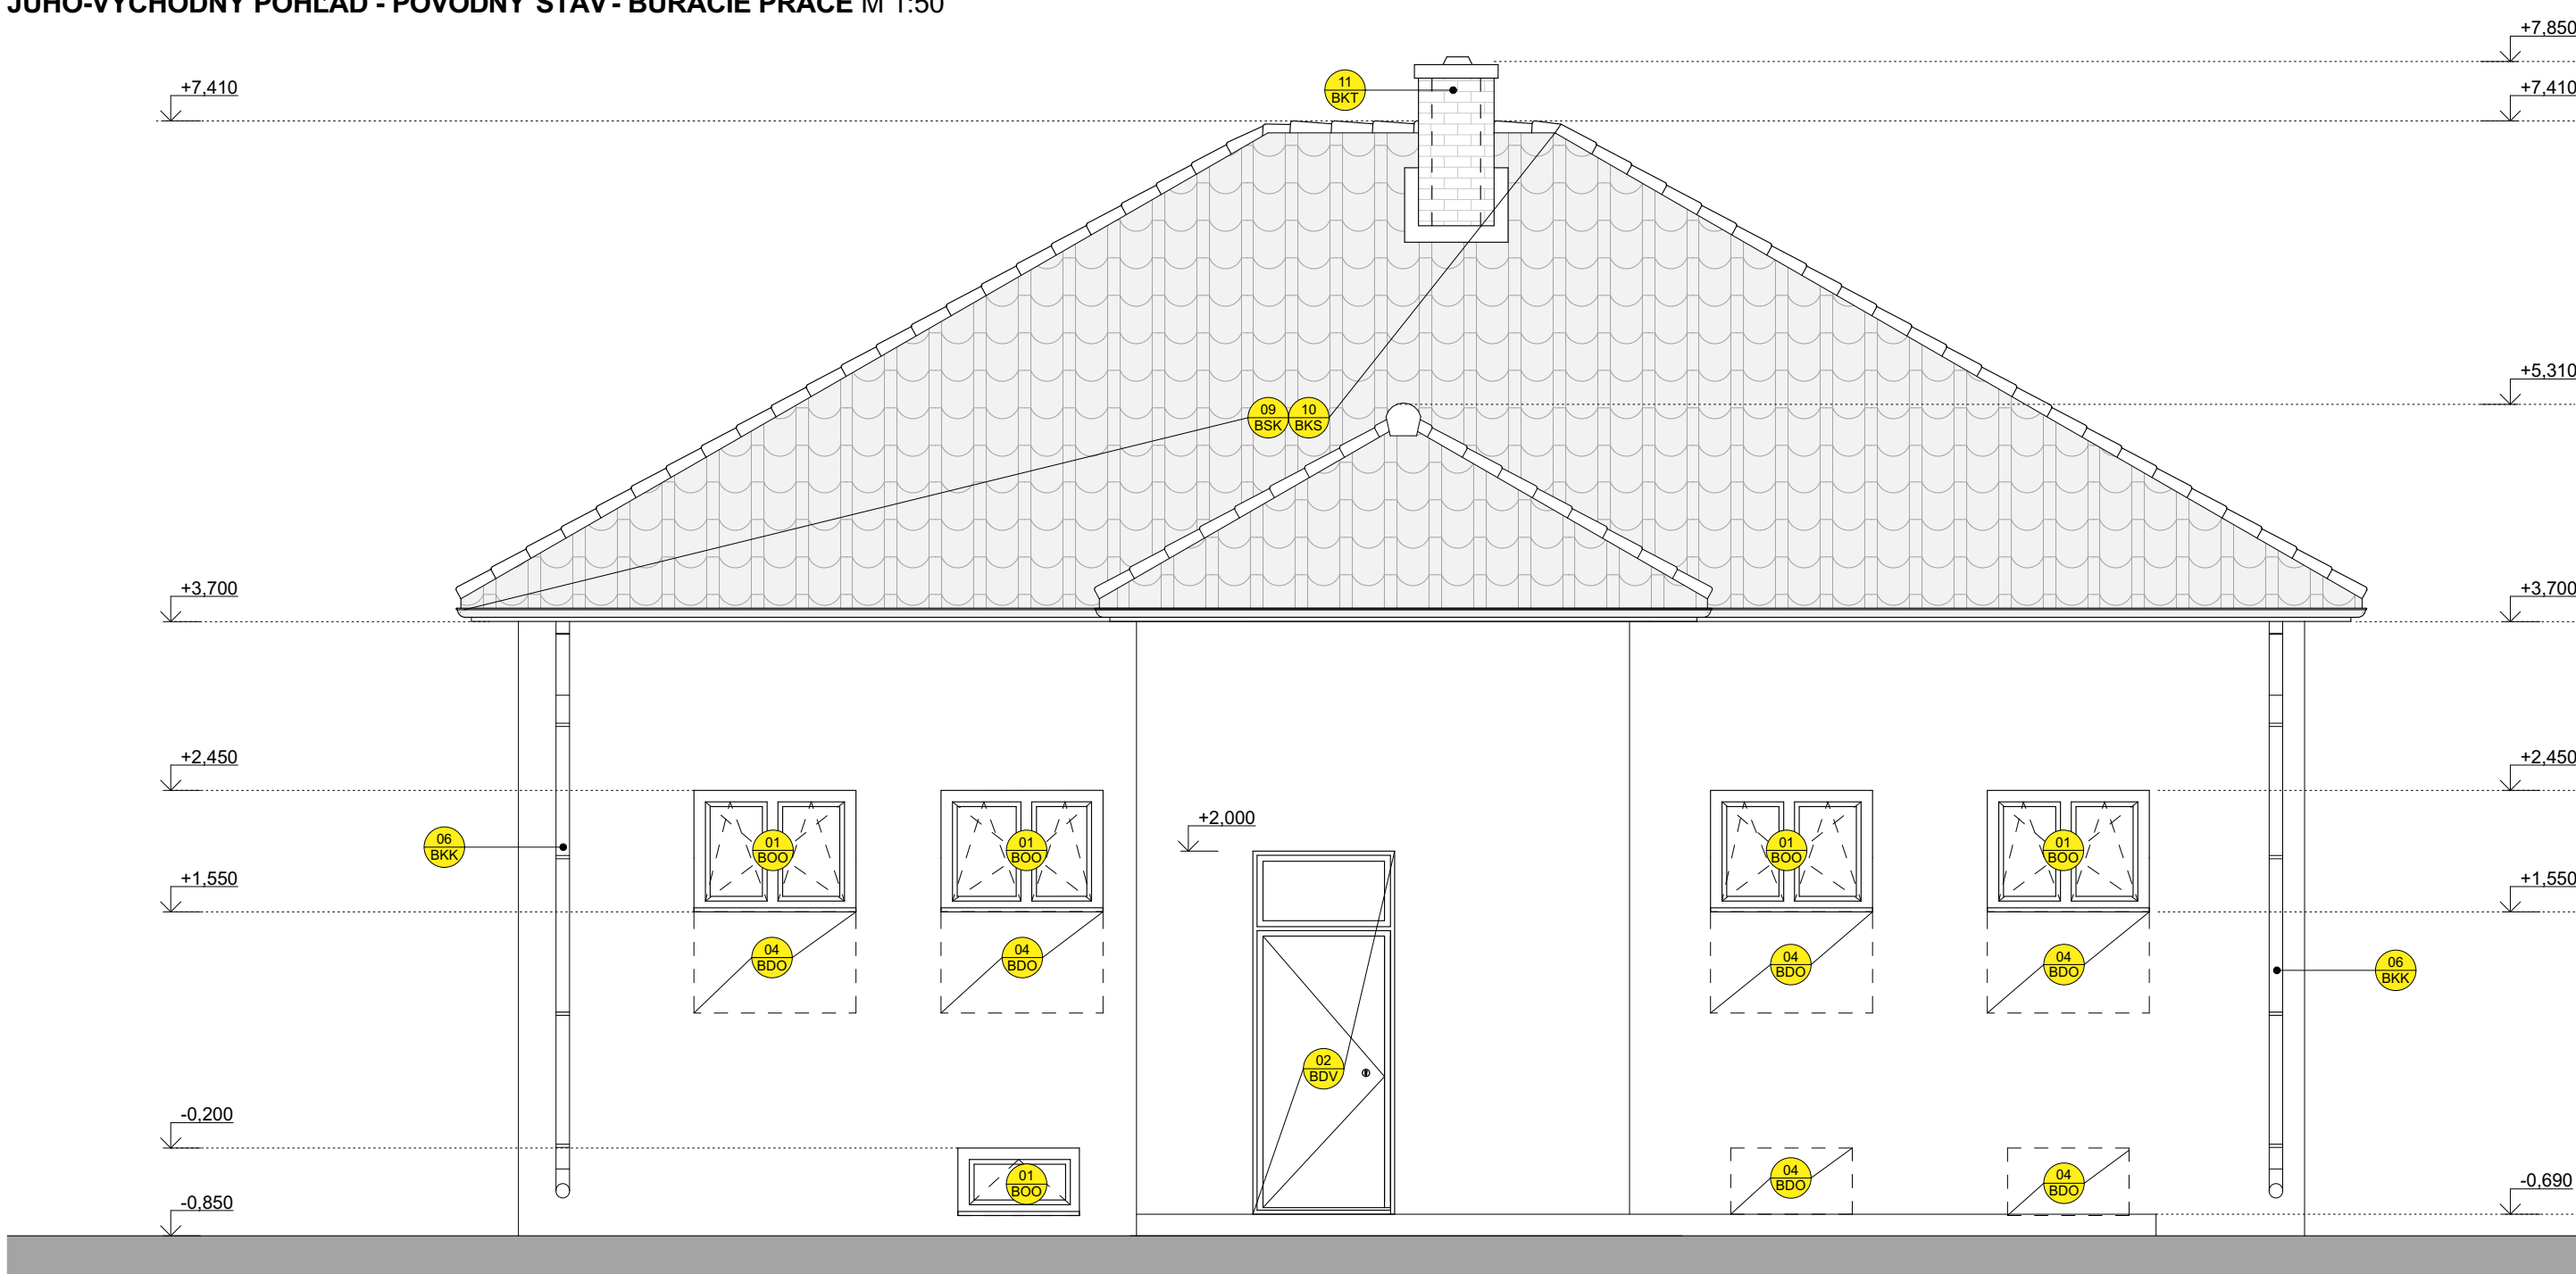 JUHO-VÝCHODNÝ POHĽAD - PÔVODNÝ STAV - BÚRACIE PRÁCE M 1:50
+7,850
+7,410
11
BKT
+7,410
+5,310
09
BSK
10
BKS
+3,700
+3,700
+2,450
+2,450
+2,000
06
BKK
01
BOO
01
BOO
01
BOO
01
BOO
+1,550
+1,550
04
BDO
04
BDO
04
BDO
04
BDO
06
BKK
02
BDV
-0,200
01
BOO
04
BDO
04
BDO
-0,850
-0,690